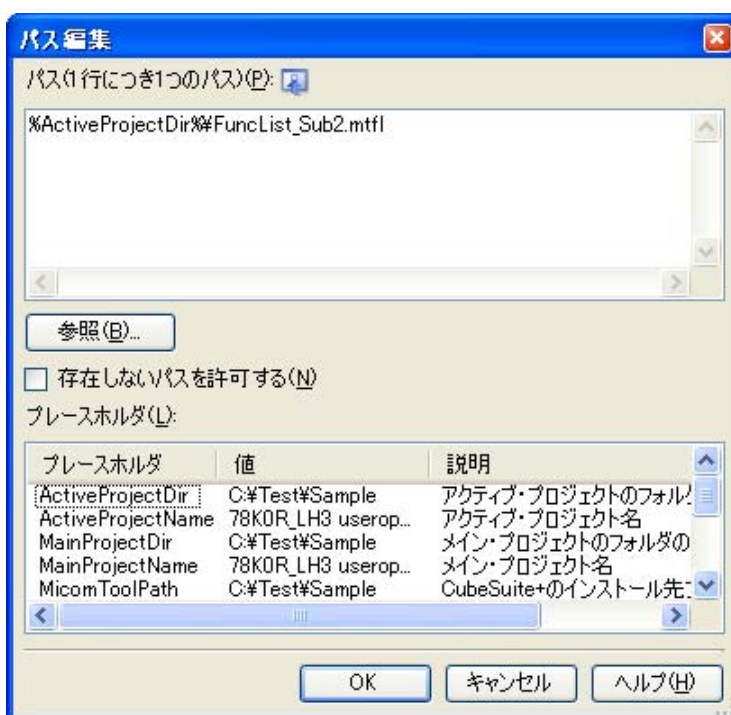 パス編集
パス(1行につき1つのパス)(P):
%ActiveProjectDir%¥FuncList_Sub2.mtfl
参照(B)...
存在しないパスを許可する(N)
プレースホルダ(L):
プレースホルダ 値 説明
ActiveProjectDir C:¥Test¥Sample アクティブ・プロジェクトのフォル
ActiveProjectName 78K0R_LH3 userop... アクティブ・プロジェクト名
MainProjectDir C:¥Test¥Sample メイン・プロジェクトのフォルダの
MainProjectName 78K0R_LH3 userop... メイン・プロジェクト名
MicomToolPath C:¥Test¥Sample CubeSuite+のインストール先
OK キャンセル ヘルプ(H)